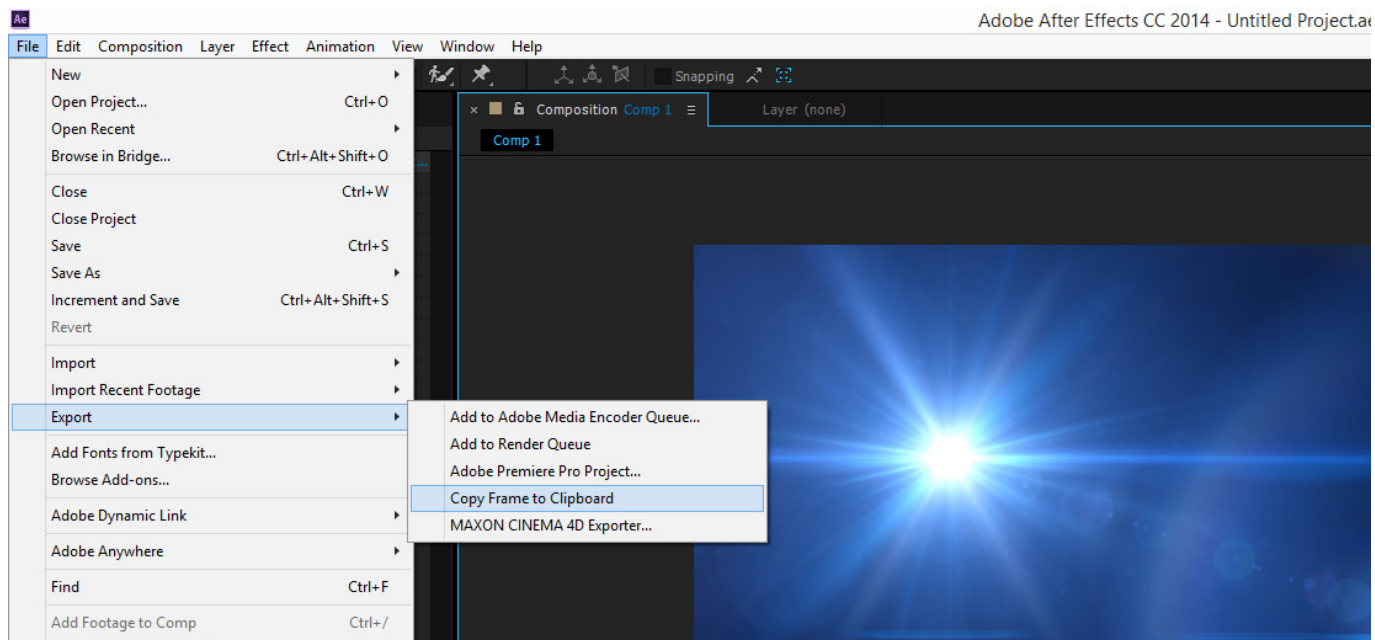 Ae
Adobe After Effects CC 2014 - Untitled Project.ae
File Edit Composition Layer Effect Animation View Window Help
New
Open Project... Ctrl+O
Open Recent
Browse in Bridge... Ctrl+Alt+Shift+O
Close Ctrl+W
Close Project
Save Ctrl+S
Save As
Increment and Save Ctrl+Alt+Shift+S
Revert
Import
Import Recent Footage
Export
Add Fonts from Typekit...
Browse Add-ons...
Adobe Dynamic Link
Adobe Anywhere
Find Ctrl+F
Add Footage to Comp Ctrl+/
Add to Adobe Media Encoder Queue...
Add to Render Queue
Adobe Premiere Pro Project...
Copy Frame to Clipboard
MAXON CINEMA 4D Exporter...
Snapping
Composition Comp 1 Layer (none)
Comp 1